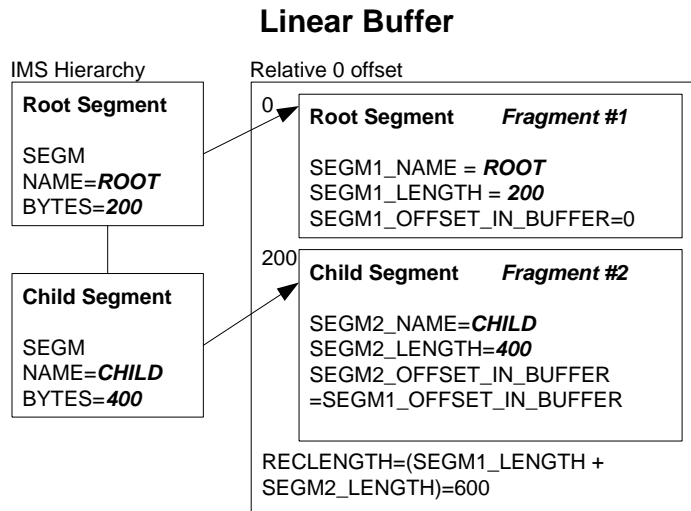 Linear Buffer
IMS Hierarchy
Root Segment
SEGM
NAME=ROOT
BYTES=200
Child Segment
SEGM
NAME=CHILD
BYTES=400
Relative 0 offset
0
Root Segment Fragment #1
SEGM1_NAME = ROOT
SEGM1_LENGTH = 200
SEGM1_OFFSET_IN_BUFFER=0
200
Child Segment Fragment #2
SEGM2_NAME=CHILD
SEGM2_LENGTH=400
SEGM2_OFFSET_IN_BUFFER
=SEGM1_OFFSET_IN_BUFFER
RECLENGTH=(SEGM1_LENGTH +
SEGM2_LENGTH)=600